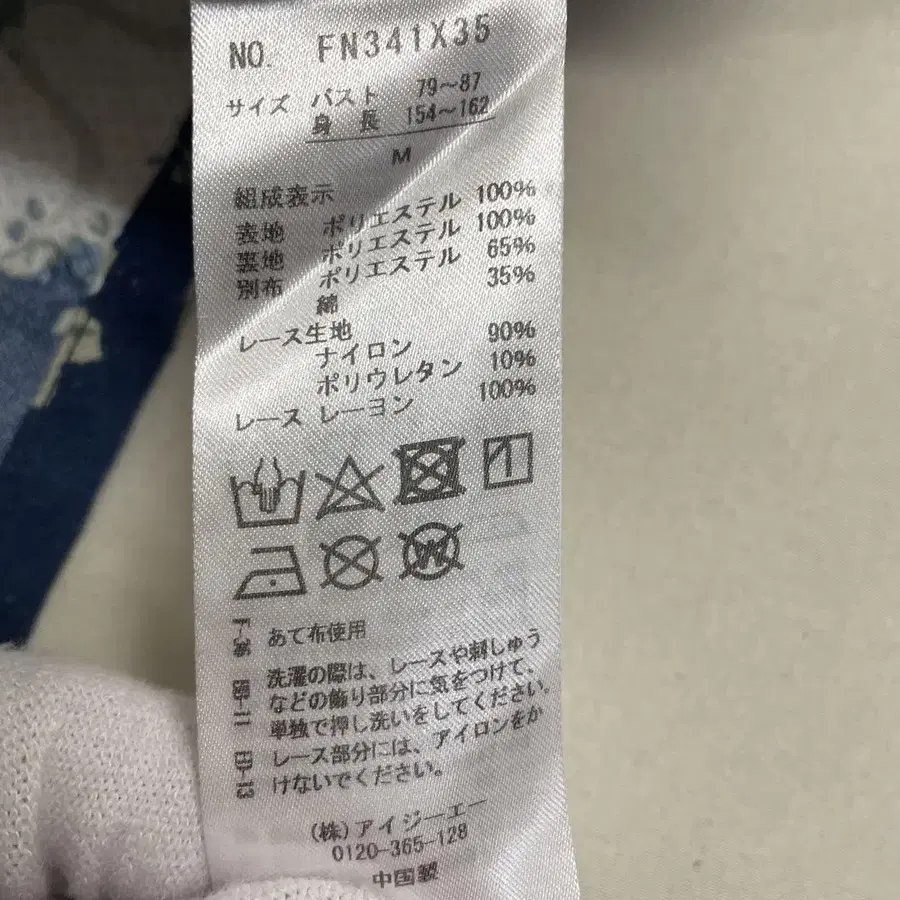 NO. FN341X35
サイズ バスト 79〜87
身長 154〜162
M
組成表示
表地 ポリエステル 100%
裏地 ポリエステル 100%
別布 ポリエステル 65%
綿 35%
レース生地
ナイロン 90%
ポリウレタン 10%
レース レーヨン 100%
W
あて布使用
洗濯の際は、レースや刺しゅう
などの飾り部分に気をつけて、
単独で押し洗いをしてください。
レース部分には、アイロンをか
けないでください。
(株)アイジーエー
0120-365-128
中国製